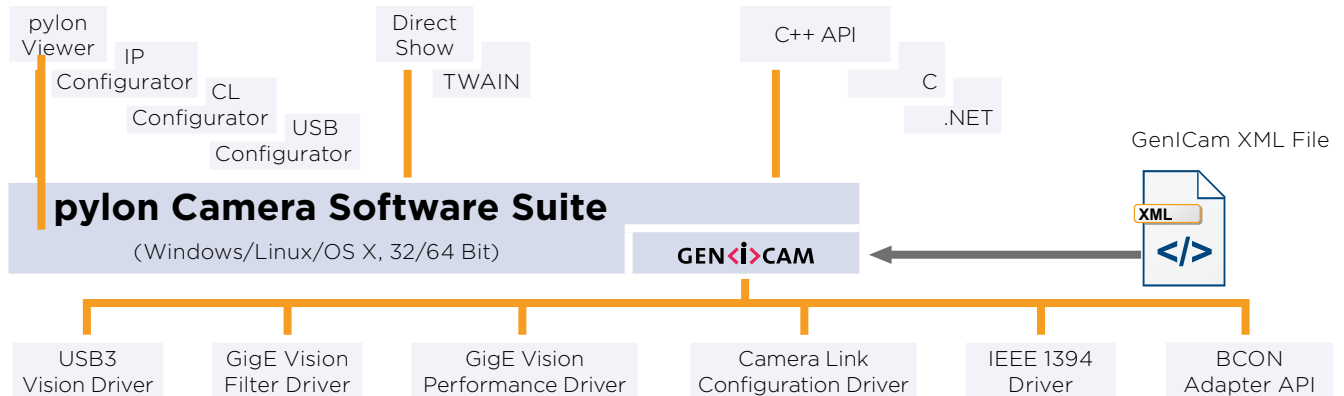 pylon
Viewer
IP
Configurator
CL
Configurator
USB
Configurator
Direct
Show
TWAIN
C++ API
C
.NET
GenICam XML File
XML
</>
pylon Camera Software Suite
(Windows/Linux/OS X, 32/64 Bit)
GEN<i>CAM
USB3
Vision Driver
GigE Vision
Filter Driver
GigE Vision
Performance Driver
Camera Link
Configuration Driver
IEEE 1394
Driver
BCON
Adapter API